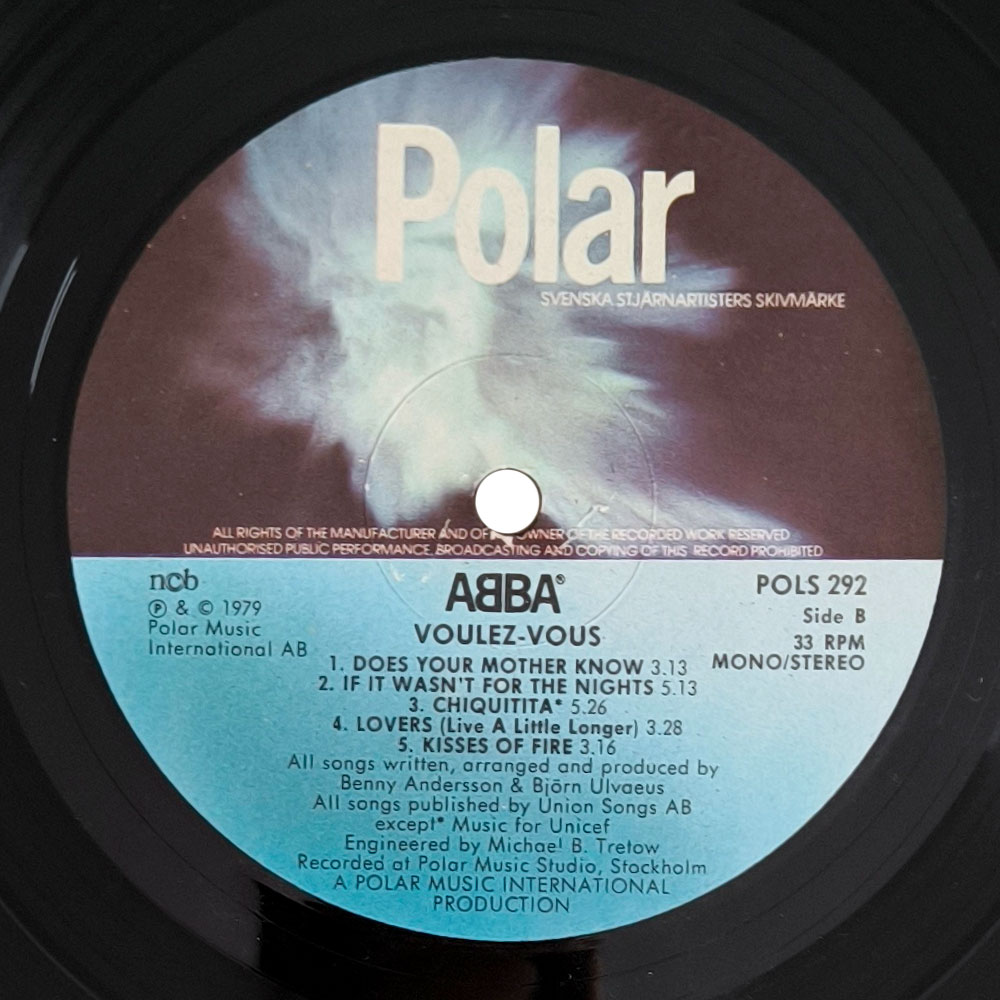 Polar
SVENSKA STJÄRNARTISTERS SKIVMÄRKE
ALL RIGHTS OF THE MANUFACTURER AND OF OWNER OF THE RECORDED WORK RESERVED
UNAUTHORISED PUBLIC PERFORMANCE. BROADCASTING AND COPYING OF THIS RECORD PROHIBITED
ncb
Ⓟ & © 1979
Polar Music
International AB
AᗺBA®
VOULEZ-VOUS
POLS 292
Side B
33 RPM
MONO/STEREO
1. DOES YOUR MOTHER KNOW 3.13
2. IF IT WASN'T FOR THE NIGHTS 5.13
3. CHIQUITITA* 5.26
4. LOVERS (Live A Little Longer) 3.28
5. KISSES OF FIRE 3.16
All songs written, arranged and produced by
Benny Andersson & Björn Ulvaeus
All songs published by Union Songs AB
except* Music for Unicef
Engineered by Michael B. Tretow
Recorded at Polar Music Studio, Stockholm
A POLAR MUSIC INTERNATIONAL
PRODUCTION